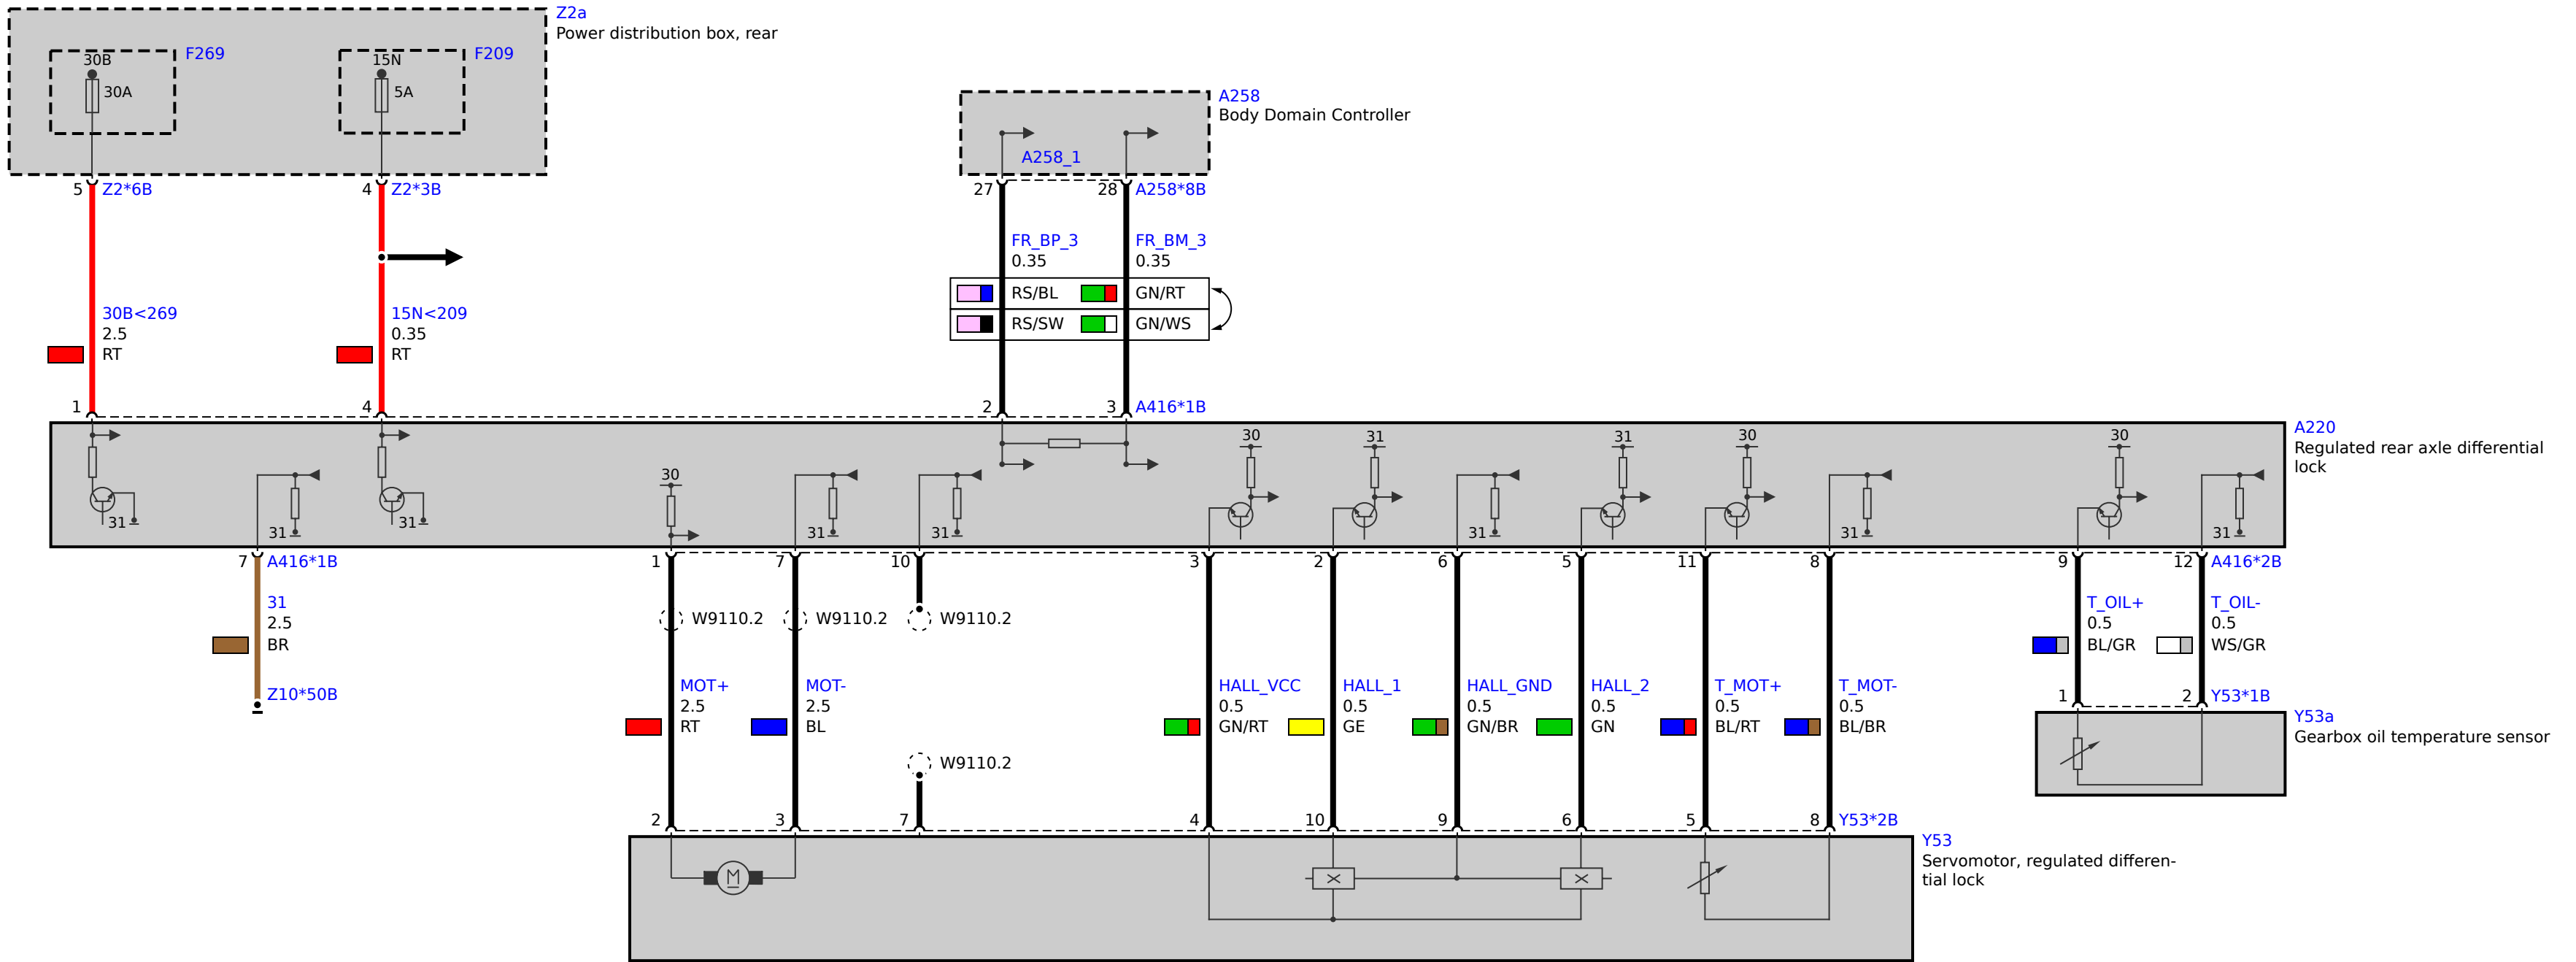 Z2a
Power distribution box, rear
30B
F269
30A
15N
F209
5A
A258
Body Domain Controller
A258_1
5 Z2*6B
4 Z2*3B
27
28 A258*8B
FR_BP_3
0.35
FR_BM_3
0.35
RS/BL
GN/RT
RS/SW
GN/WS
30B<269
2.5
RT
15N<209
0.35
RT
1
4
2
3 A416*1B
A220
Regulated rear axle differential
lock
30
31
31
30
30
30
31
31
31
31
31
31
31
31
7 A416*1B
1
7
10
3
2
6
5
11
8
9
12 A416*2B
31
2.5
BR
Z10*50B
W9110.2
W9110.2
W9110.2
T_OIL+
0.5
BL/GR
T_OIL-
0.5
WS/GR
MOT+
2.5
RT
MOT-
2.5
BL
W9110.2
HALL_VCC
0.5
GN/RT
HALL_1
0.5
GE
HALL_GND
0.5
GN/BR
HALL_2
0.5
GN
T_MOT+
0.5
BL/RT
T_MOT-
0.5
BL/BR
1
2 Y53*1B
Y53a
Gearbox oil temperature sensor
2
3
7
4
10
9
6
5
8 Y53*2B
Y53
Servomotor, regulated differen-
tial lock
M